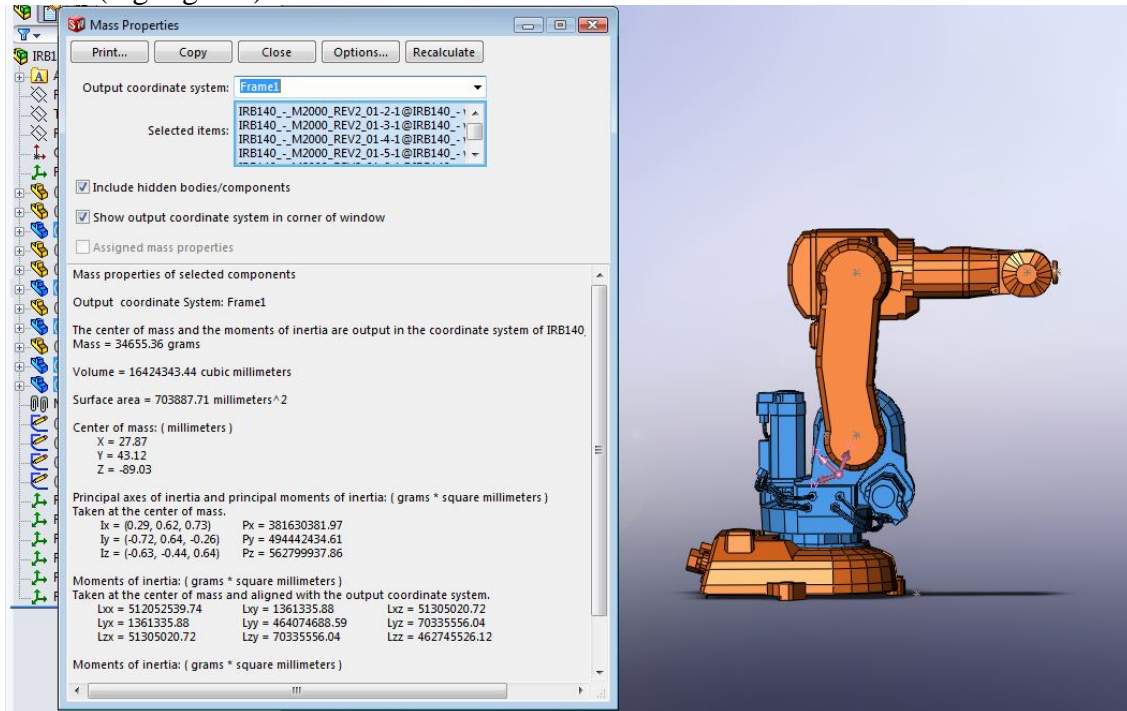 Mass Properties
Print... Copy Close Options... Recalculate
IRB1
Output coordinate system: Frame1
Selected items:
IRB140_-_M2000_REV2_01-2-1@IRB140_-
IRB140_-_M2000_REV2_01-3-1@IRB140_-
IRB140_-_M2000_REV2_01-4-1@IRB140_-
IRB140_-_M2000_REV2_01-5-1@IRB140_-
Include hidden bodies/components
Show output coordinate system in corner of window
Assigned mass properties
Mass properties of selected components
Output coordinate System: Frame1
The center of mass and the moments of inertia are output in the coordinate system of IRB140_
Mass = 34655.36 grams
Volume = 16424343.44 cubic millimeters
Surface area = 703887.71 millimeters^2
Center of mass: ( millimeters )
X = 27.87
Y = 43.12
Z = -89.03
Principal axes of inertia and principal moments of inertia: ( grams * square millimeters )
Taken at the center of mass.
Ix = (0.29, 0.62, 0.73) Px = 381630381.97
Iy = (-0.72, 0.64, -0.26) Py = 494442434.61
Iz = (-0.63, -0.44, 0.64) Pz = 562799937.86
Moments of inertia: ( grams * square millimeters )
Taken at the center of mass and aligned with the output coordinate system.
Lxx = 512052539.74 Lxy = 1361335.88 Lxz = 51305020.72
Lyx = 1361335.88 Lyy = 464074688.59 Lyz = 70335556.04
Lzx = 51305020.72 Lzy = 70335556.04 Lzz = 462745526.12
Moments of inertia: ( grams * square millimeters )